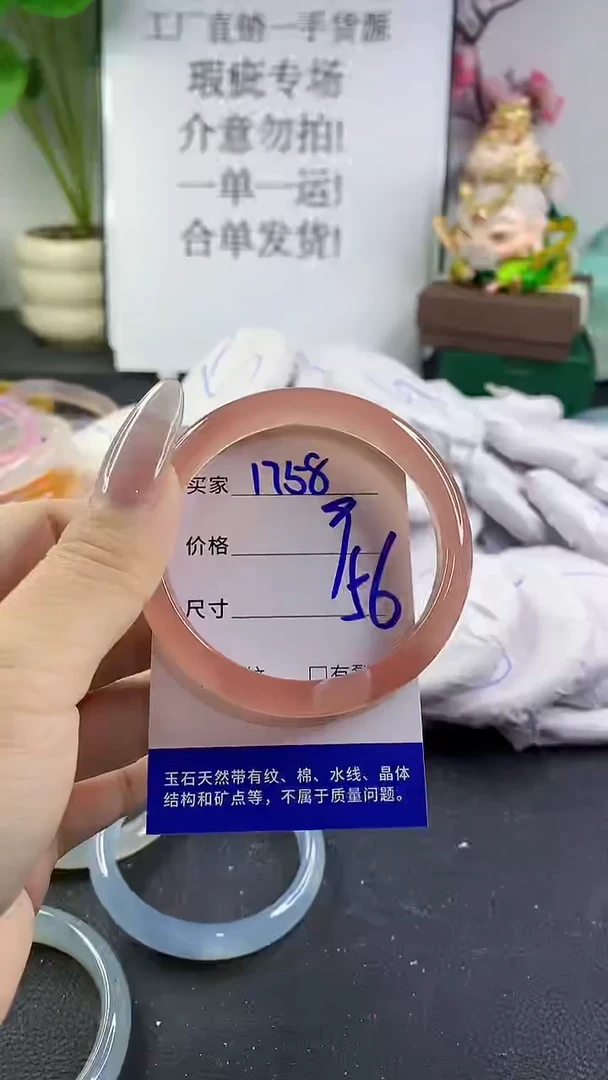 工厂直销一手货源
瑕疵专场
介意勿拍!
一单一运!
合单发货!
买家 1758
价格
尺寸 56
玉石天然带有纹、棉、水线、晶体
结构和矿点等，不属于质量问题。